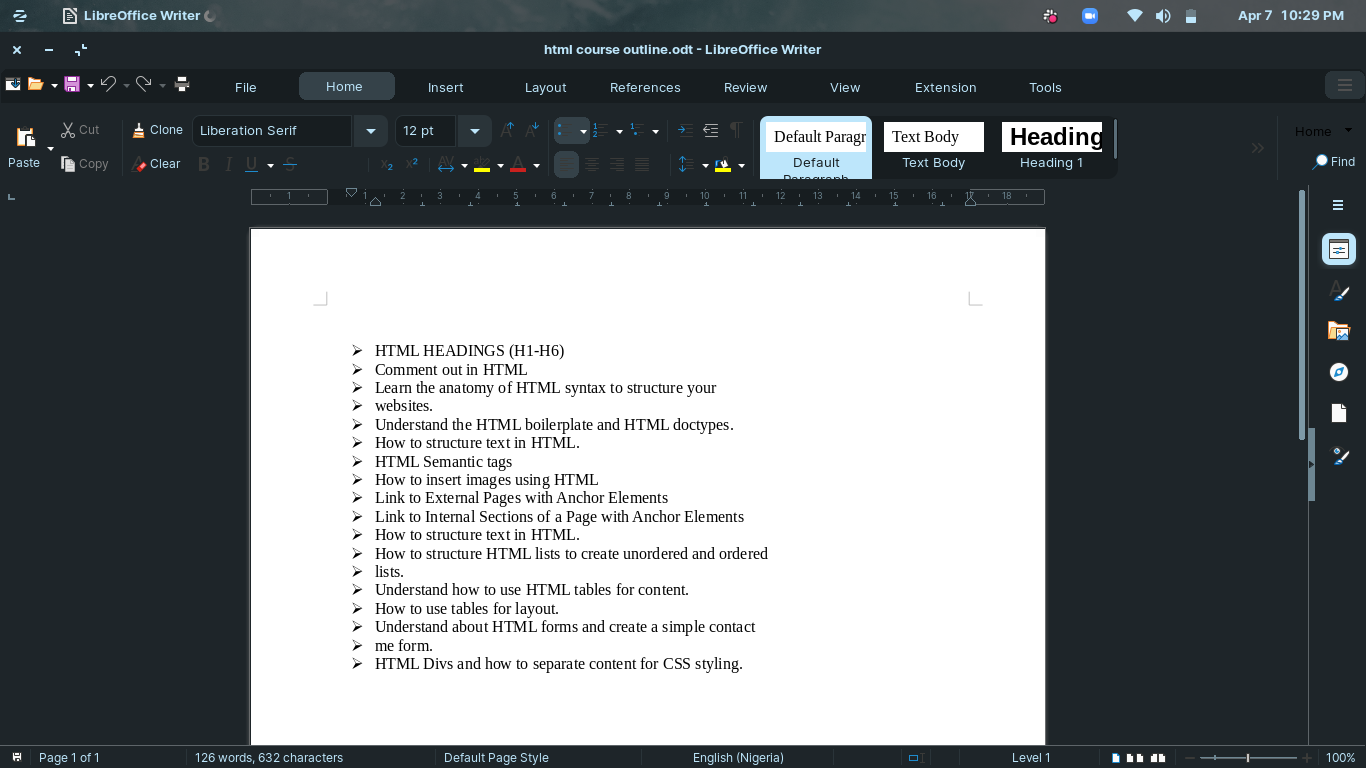 LibreOffice Writer
Apr 7 10:29 PM
html course outline.odt - LibreOffice Writer
File Home Insert Layout References Review View Extension Tools
Paste Cut Copy Clone Clear
Liberation Serif 12 pt
Default Paragr
Default
Text Body
Text Body
Heading
Heading 1
Home
Find
1 1 2 3 4 5 6 7 8 9 10 11 12 13 14 15 16 17 18
HTML HEADINGS (H1-H6)
Comment out in HTML
Learn the anatomy of HTML syntax to structure your
websites.
Understand the HTML boilerplate and HTML doctypes.
How to structure text in HTML.
HTML Semantic tags
How to insert images using HTML
Link to External Pages with Anchor Elements
Link to Internal Sections of a Page with Anchor Elements
How to structure text in HTML.
How to structure HTML lists to create unordered and ordered
lists.
Understand how to use HTML tables for content.
How to use tables for layout.
Understand about HTML forms and create a simple contact
me form.
HTML Divs and how to separate content for CSS styling.
Page 1 of 1 126 words, 632 characters Default Page Style English (Nigeria) Level 1 100%